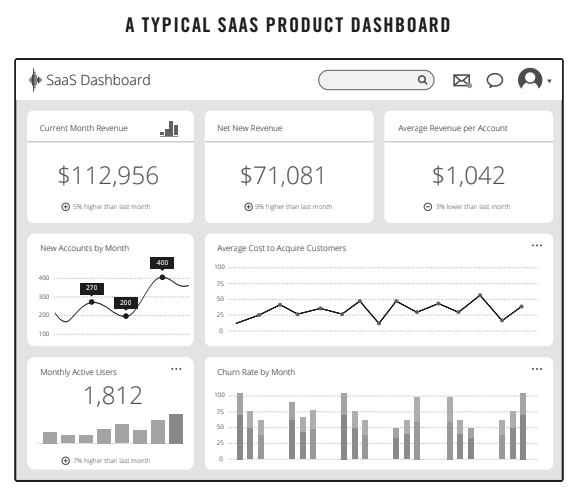 A TYPICAL SAAS PRODUCT DASHBOARD
SaaS Dashboard
Current Month Revenue
$112,956
5% higher than last month
Net New Revenue
$71,081
9% higher than last month
Average Revenue per Account
$1,042
3% lower than last month
New Accounts by Month
400
300
200
100
270
200
400
Average Cost to Acquire Customers
100
75
50
25
0
Monthly Active Users
1,812
7% higher than last month
Churn Rate by Month
100
75
50
25
0